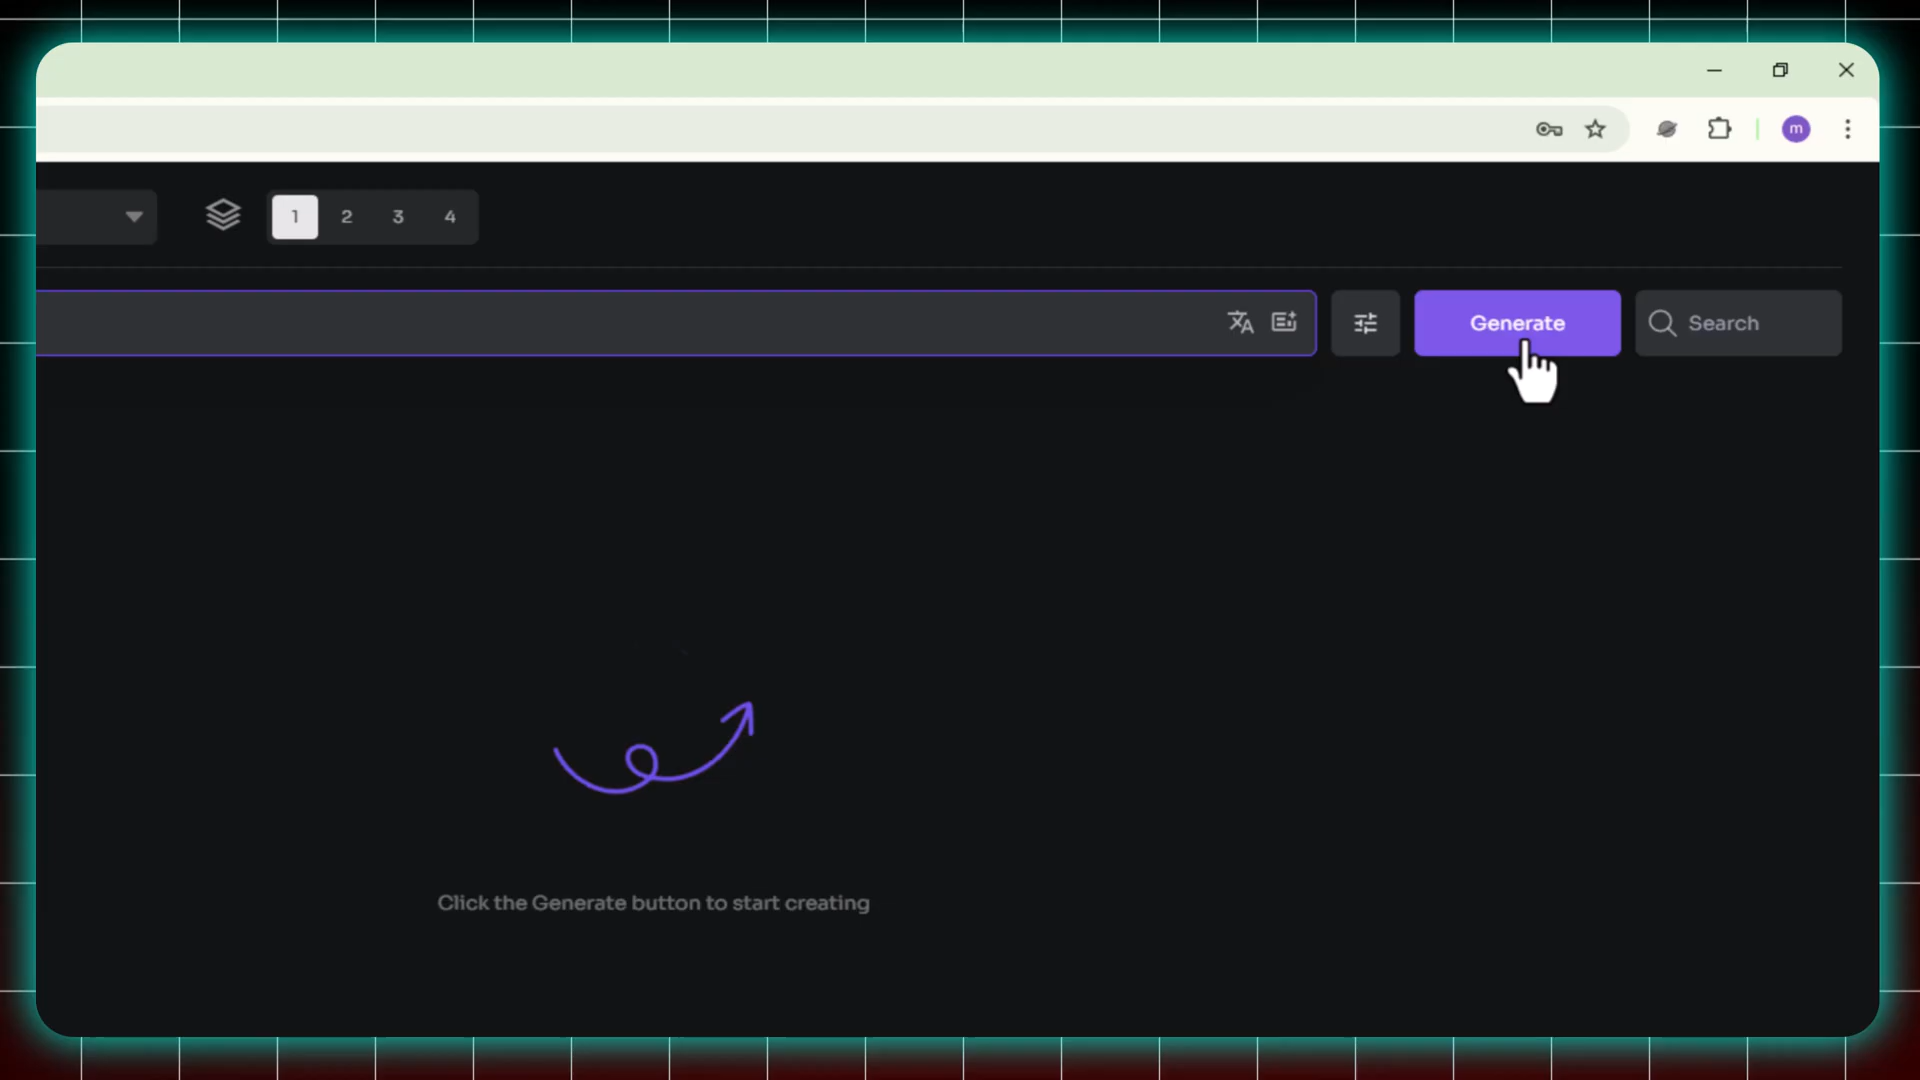 m
1 2 3 4
Generate
Search
Click the Generate button to start creating